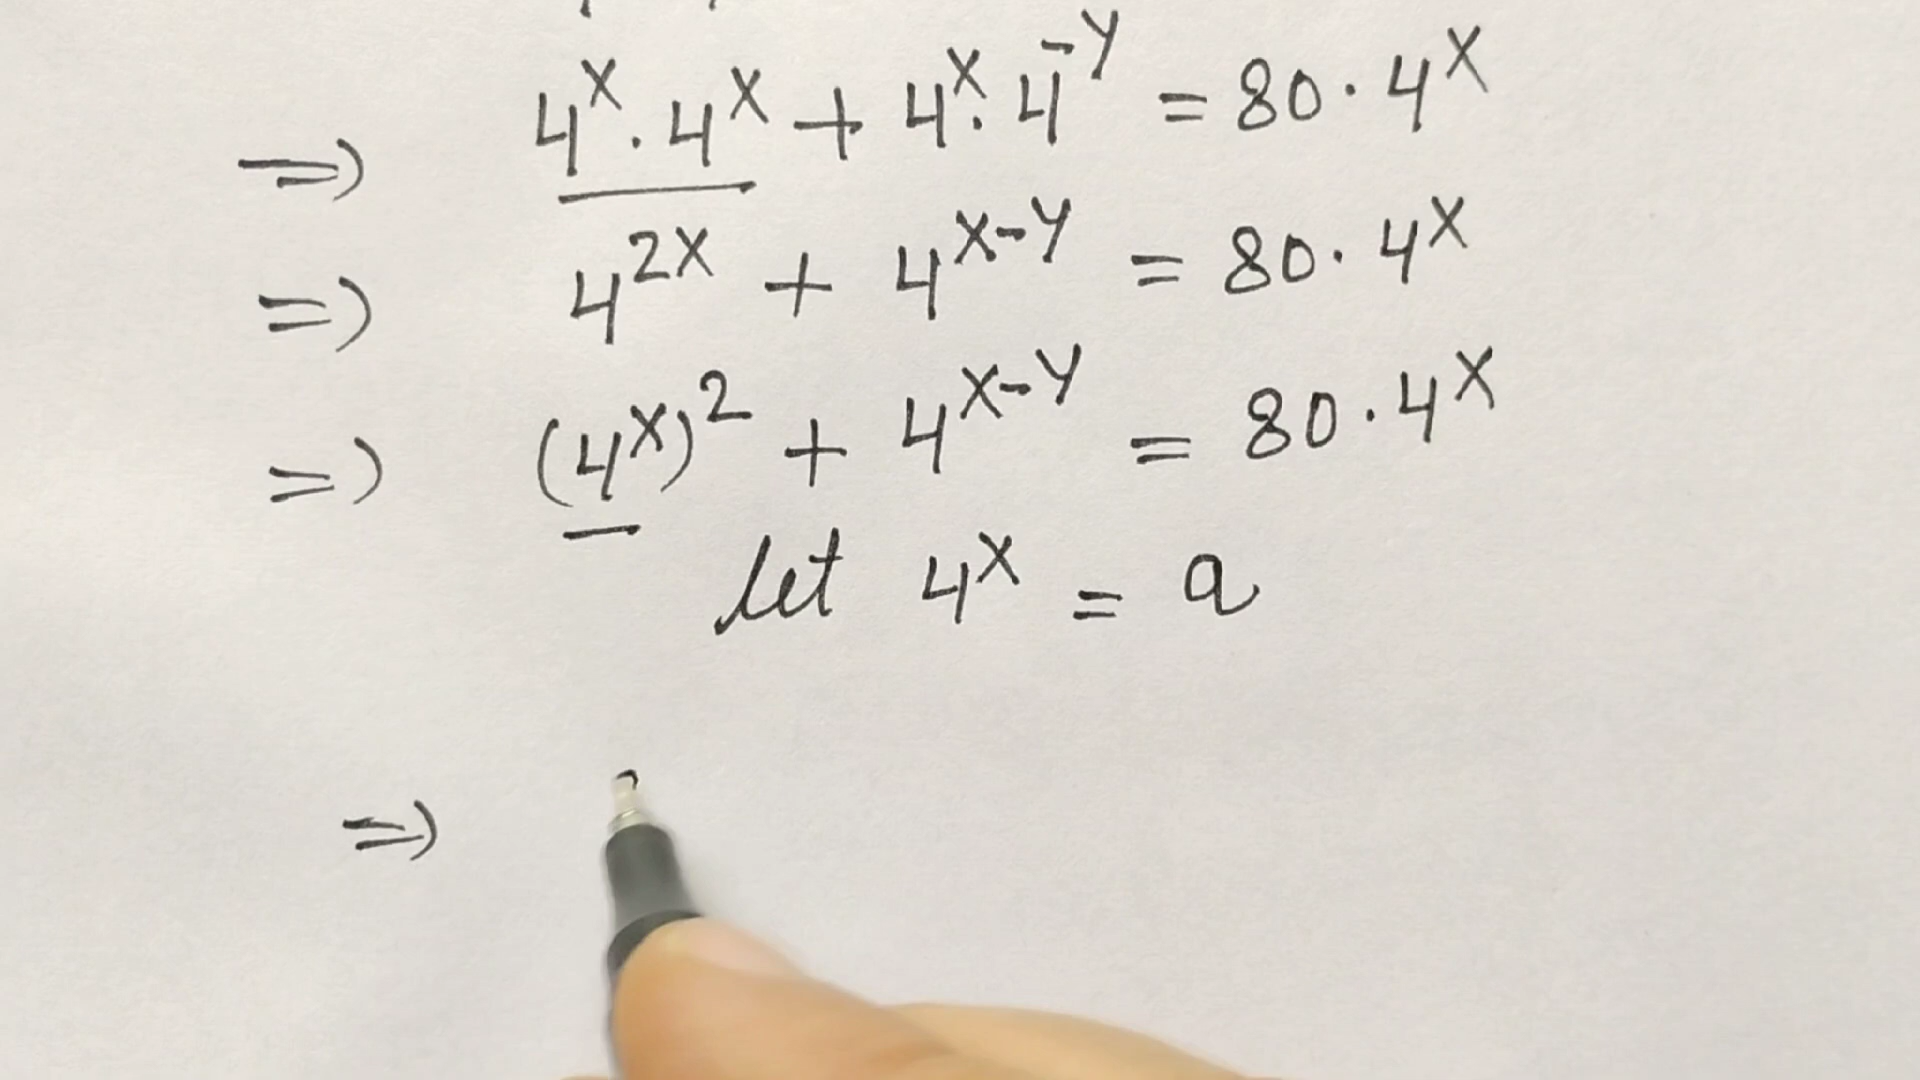 =) 4^x · 4^x + 4^x · 4^-y = 80 · 4^x
=) 4^2x + 4^x-y = 80 · 4^x
=) (4^x)^2 + 4^x-y = 80 · 4^x
let 4^x = a
=)